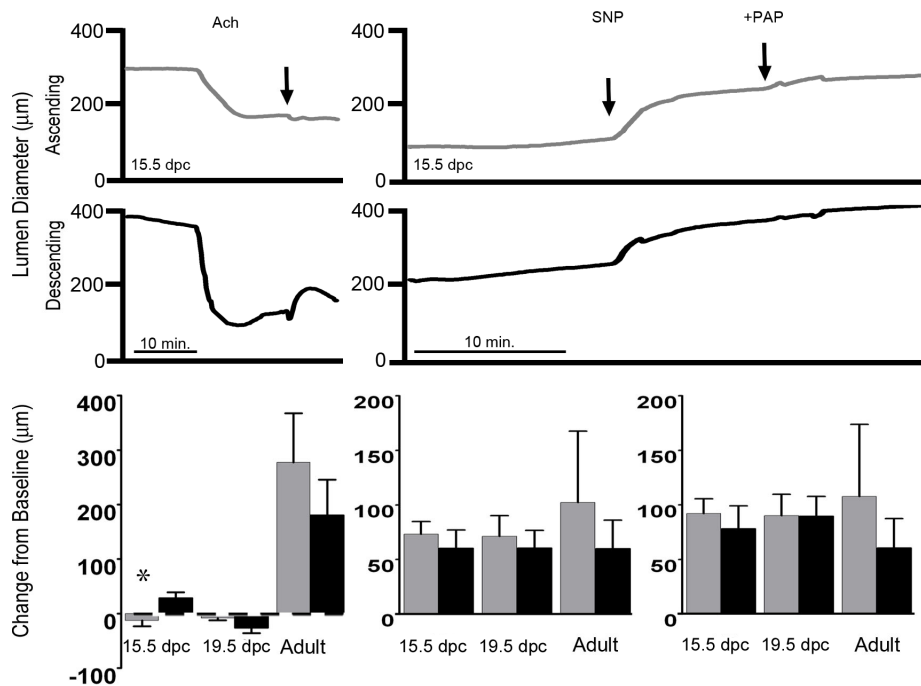 Ach
SNP
+PAP
Lumen Diameter (μm)
Ascending
400
200
0
15.5 dpc
400
200
0
15.5 dpc
Descending
400
200
0
10 min.
400
200
0
10 min.
Change from Baseline (μm)
400
300
200
100
0
-100
*
15.5 dpc 19.5 dpc Adult
200
150
100
50
0
15.5 dpc 19.5 dpc Adult
200
150
100
50
0
15.5 dpc 19.5 dpc Adult